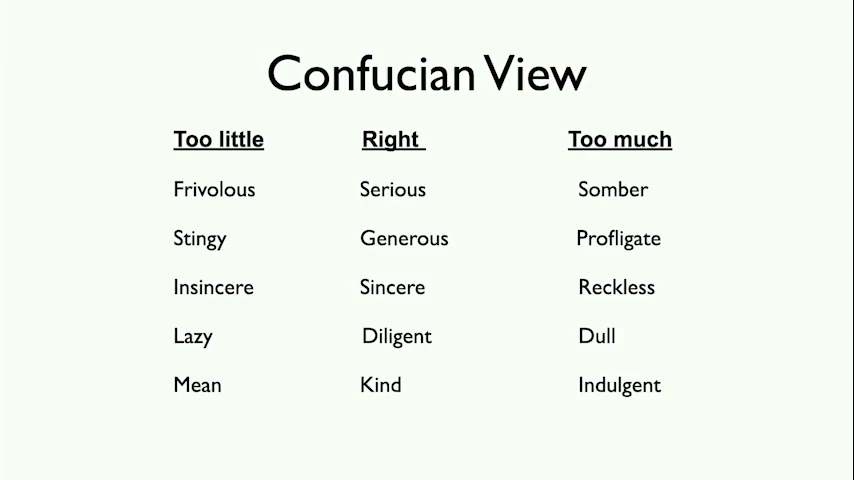 Confucian View
Too little Right Too much
Frivolous Serious Somber
Stingy Generous Profligate
Insincere Sincere Reckless
Lazy Diligent Dull
Mean Kind Indulgent